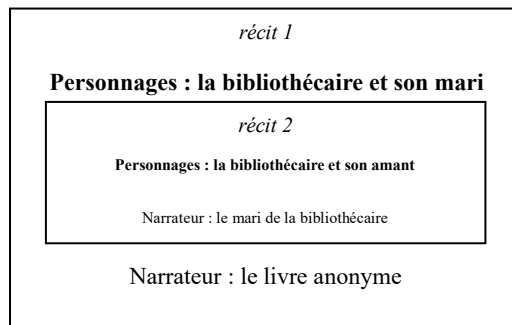 récit 1
Personnages : la bibliothécaire et son mari
récit 2
Personnages : la bibliothécaire et son amant
Narrateur : le mari de la bibliothécaire
Narrateur : le livre anonyme